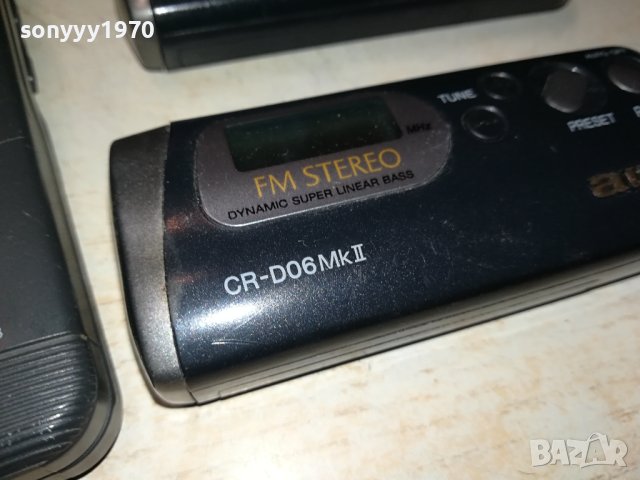 sonyyy1970
TUNE
PRESET
MHz
FM STEREO
DYNAMIC SUPER LINEAR BASS
CR-D06MkII
BAZAR
.bg